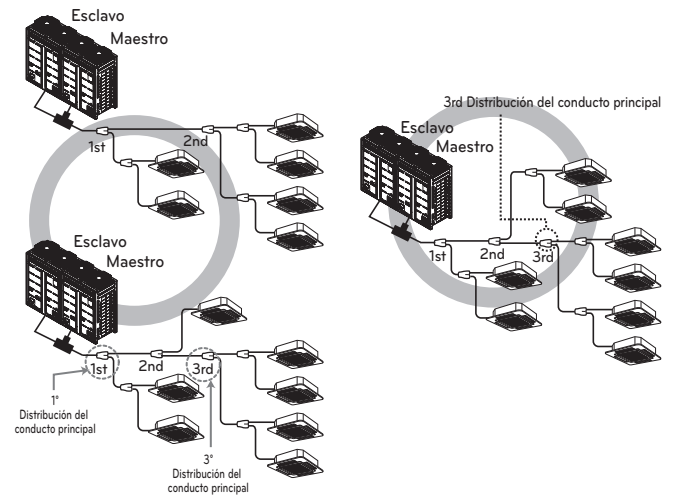 Esclavo
Maestro
1st
2nd
Esclavo
Maestro
1st
2nd
3rd
1°
Distribución del
conducto principal
3°
Distribución del
conducto principal
3rd Distribución del conducto principal
Esclavo
Maestro
1st
2nd
3rd